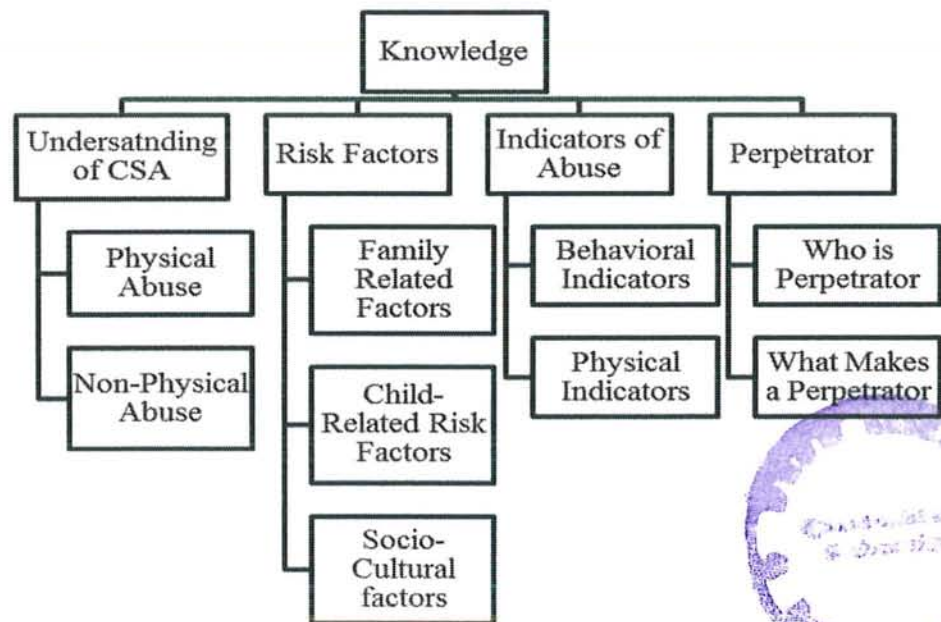 Knowledge
Undersatnding
of CSA
Physical
Abuse
Non-Physical
Abuse
Risk Factors
Family
Related
Factors
Child-
Related Risk
Factors
Socio-
Cultural
factors
Indicators of
Abuse
Behavioral
Indicators
Physical
Indicators
Perpetrator
Who is
Perpetrator
What Makes
a Perpetrator